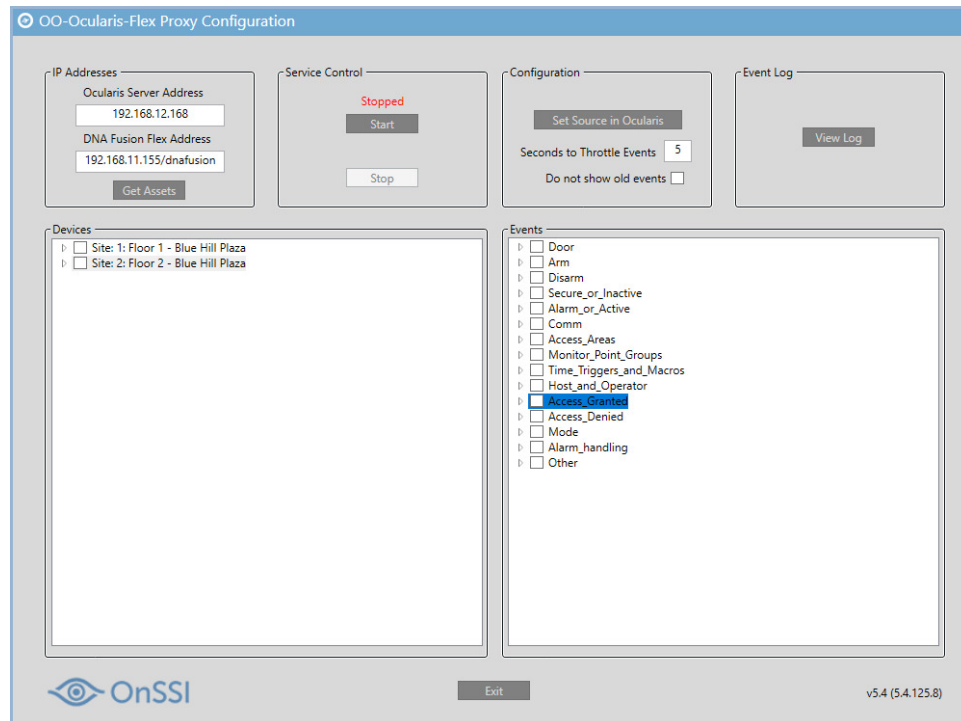 OO-Ocularis-Flex Proxy Configuration
IP Addresses
Ocularis Server Address
192.168.12.168
DNA Fusion Flex Address
192.168.11.155/dnafusion
Get Assets
Service Control
Stopped
Start
Stop
Configuration
Set Source in Ocularis
Seconds to Throttle Events 5
Do not show old events
Event Log
View Log
Devices
Site: 1: Floor 1 - Blue Hill Plaza
Site: 2: Floor 2 - Blue Hill Plaza
Events
Door
Arm
Disarm
Secure_or_Inactive
Alarm_or_Active
Comm
Access_Areas
Monitor_Point_Groups
Time_Triggers_and_Macros
Host_and_Operator
Access_Granted
Access_Denied
Mode
Alarm_handling
Other
OnSSI
Exit
v5.4 (5.4.125.8)